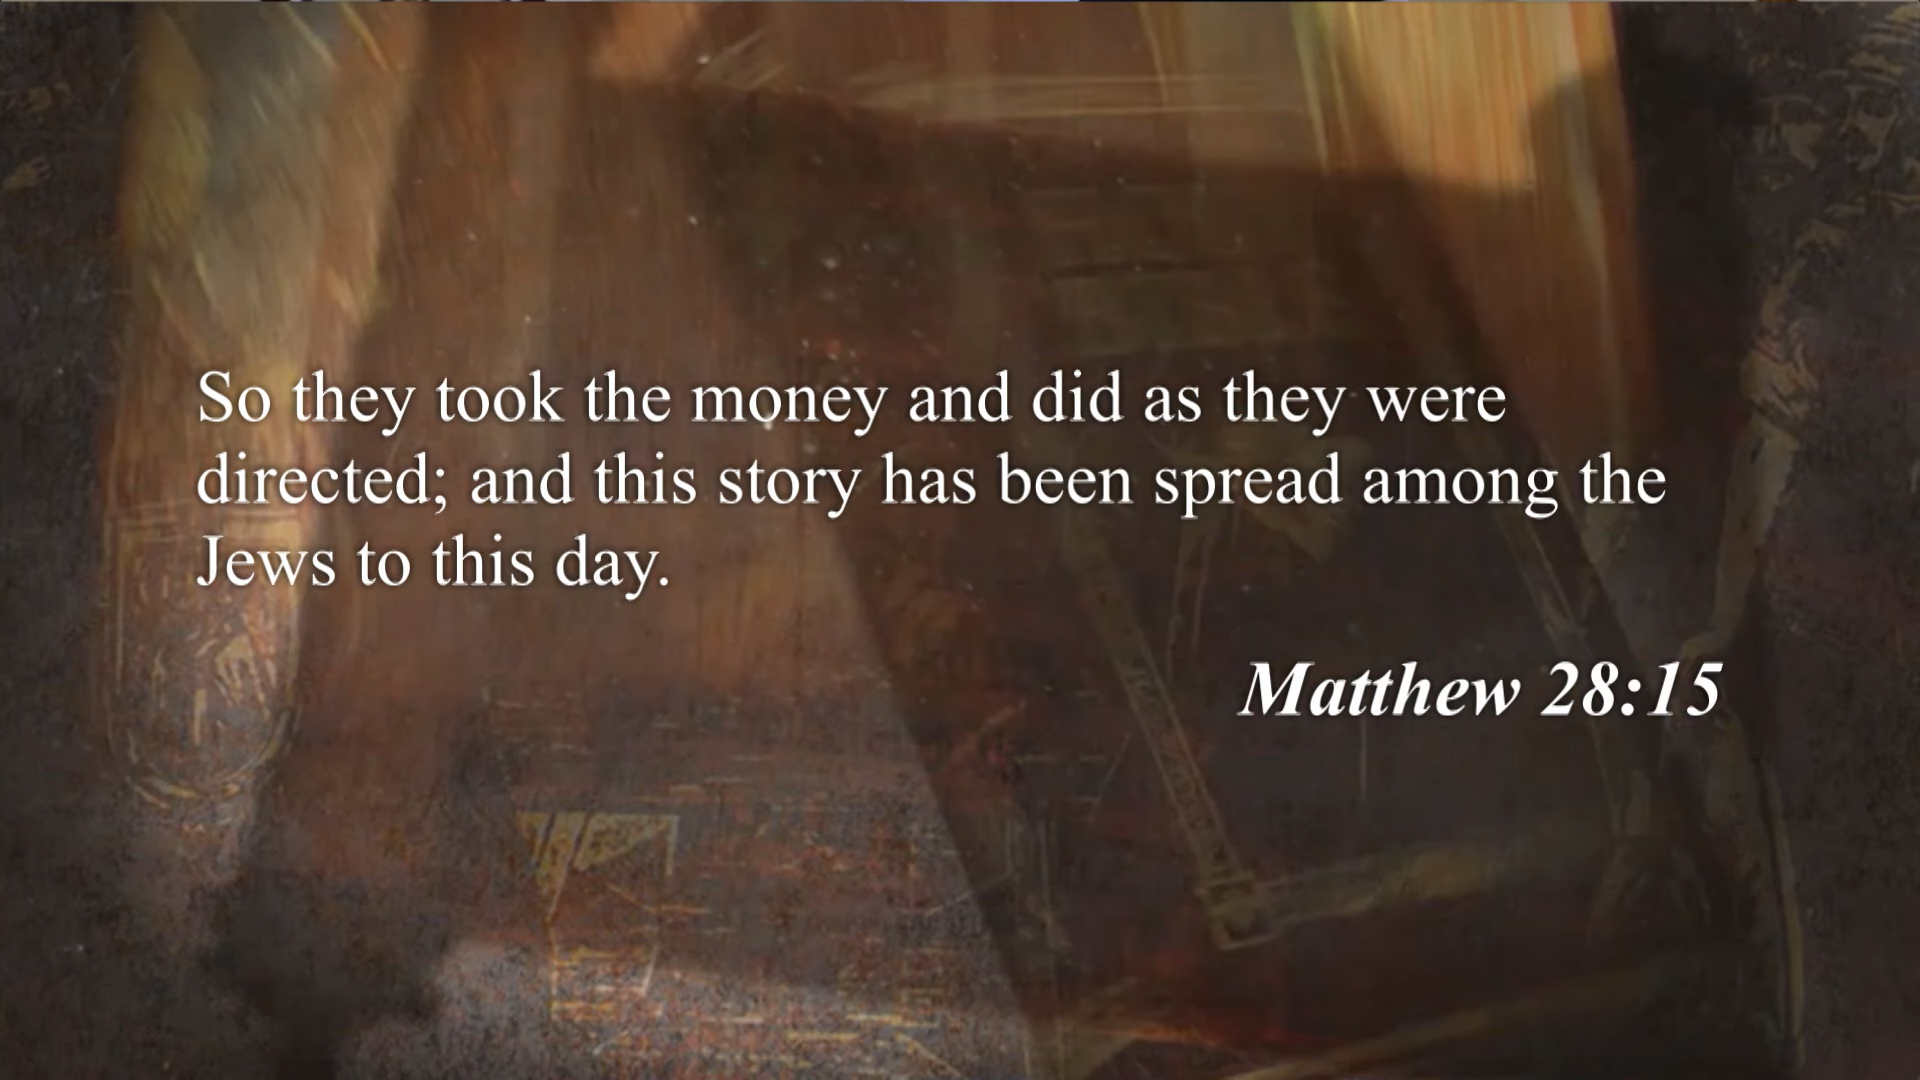 So they took the money and did as they were
directed; and this story has been spread among the
Jews to this day.
Matthew 28:15